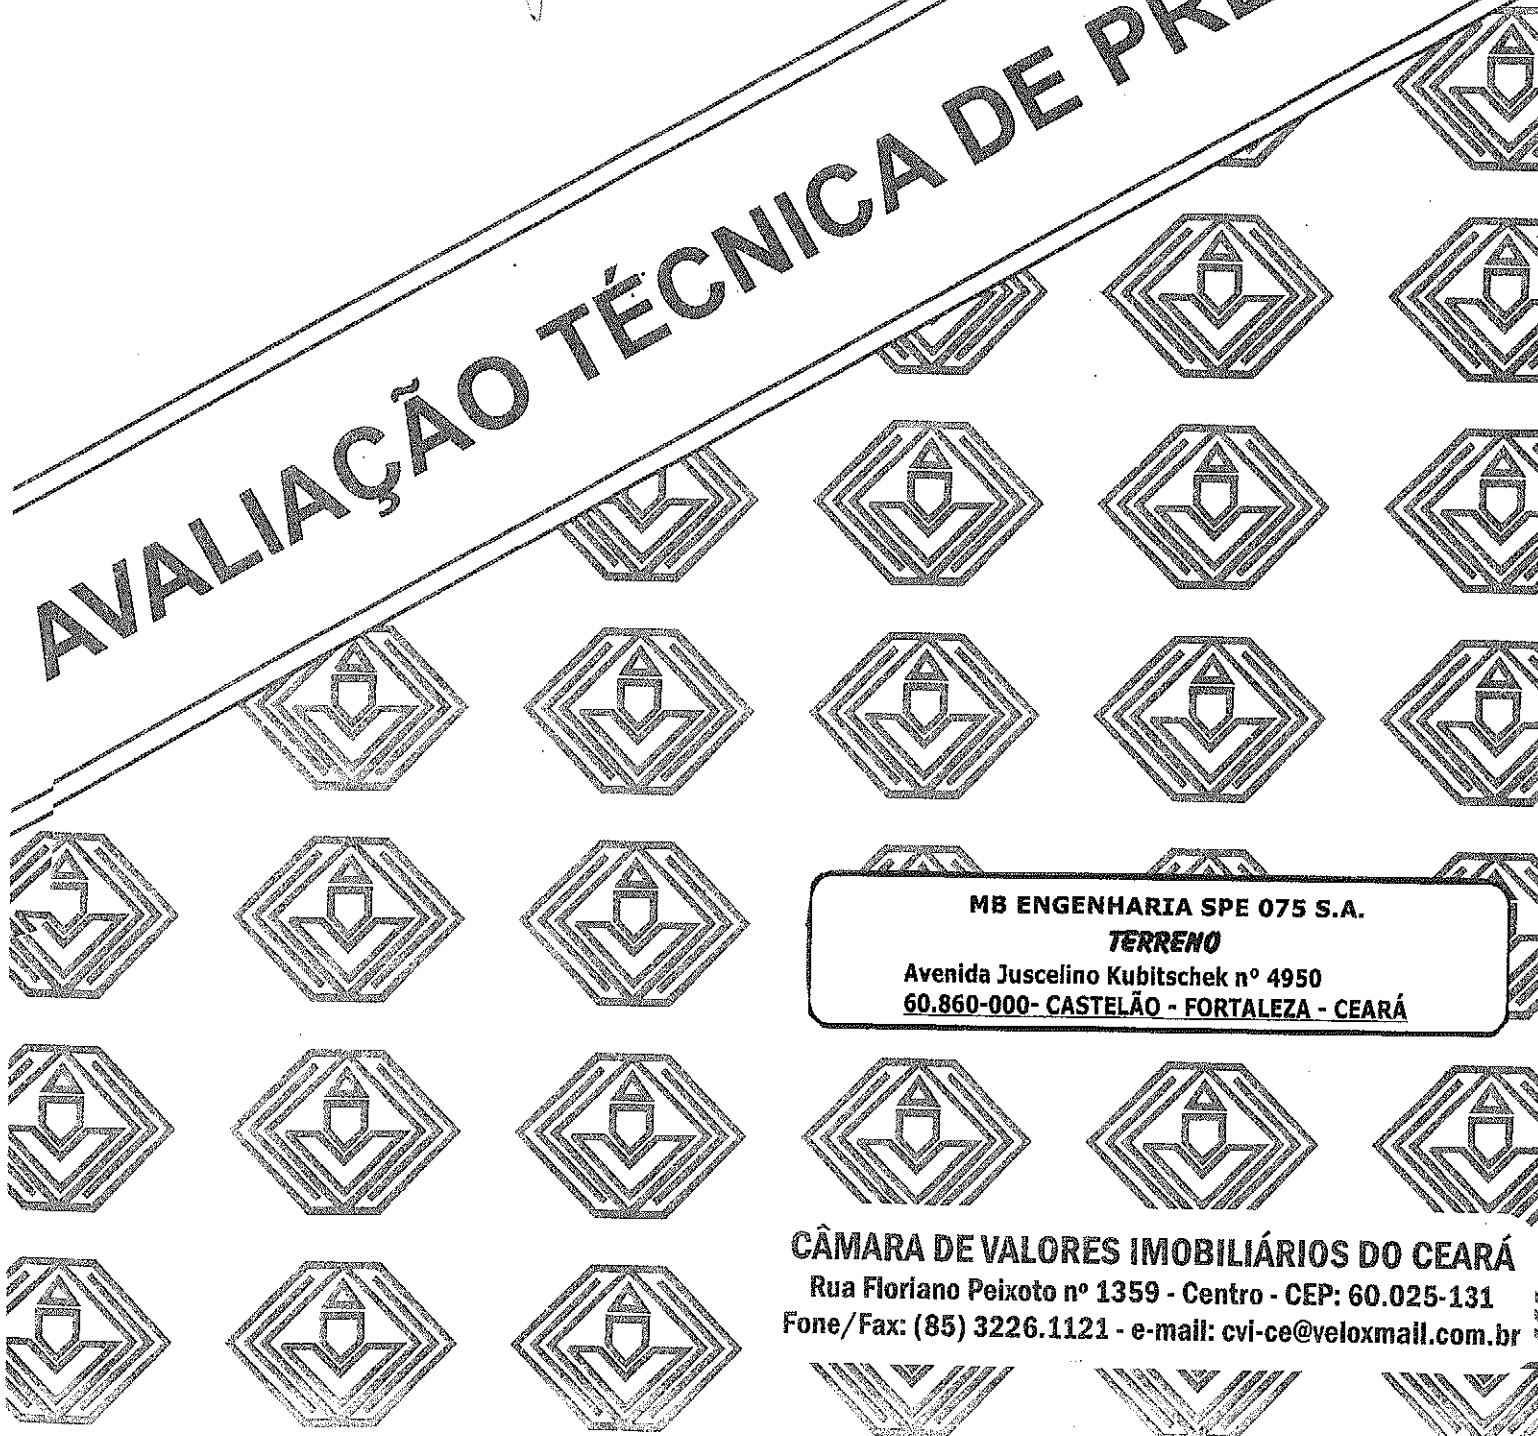 AVALIAÇÃO TÉCNICA DE
MB ENGENHARIA SPE 075 S.A.
TERRENO
Avenida Juscelino Kubitschek nº 4950
60.860-000- CASTELÃO - FORTALEZA - CEARÁ
CÂMARA DE VALORES IMOBILIÁRIOS DO CEARÁ
Rua Floriano Peixoto nº 1359 - Centro - CEP: 60.025-131
Fone/Fax: (85) 3226.1121 - e-mail: cvi-ce@veloxmail.com.br